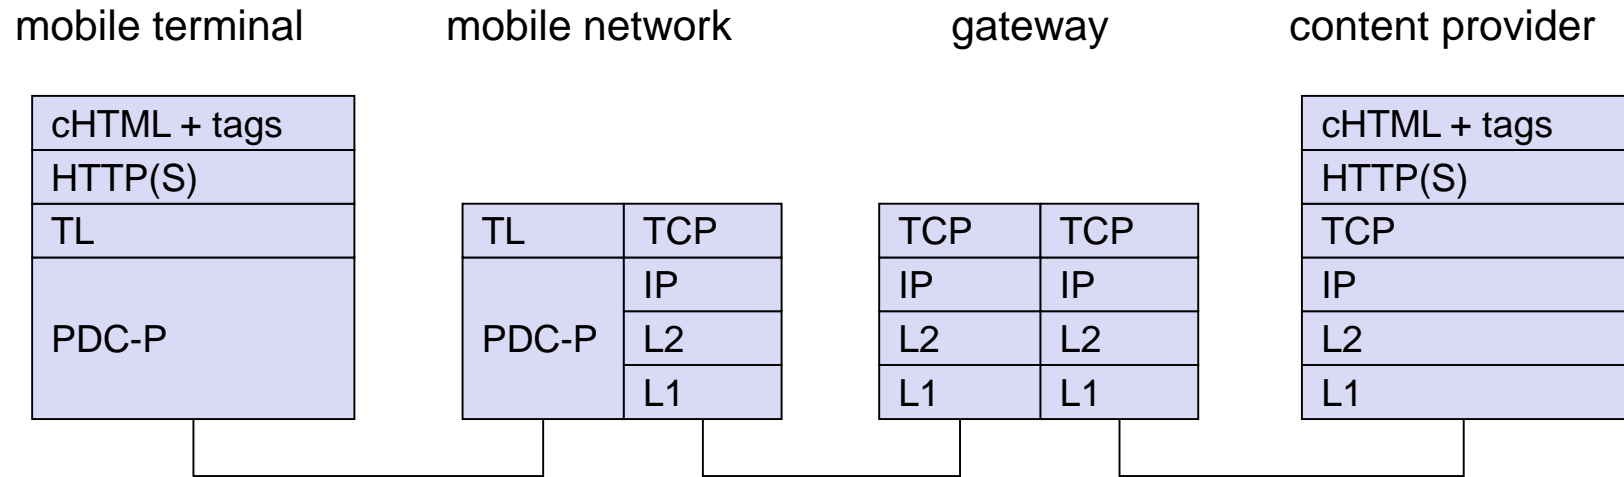 mobile terminal
mobile network
gateway
content provider
cHTML + tags
HTTP(S)
TL
PDC-P
TL
PDC-P
TCP
IP
L2
L1
TCP
IP
L2
L1
TCP
IP
L2
L1
cHTML + tags
HTTP(S)
TCP
IP
L2
L1